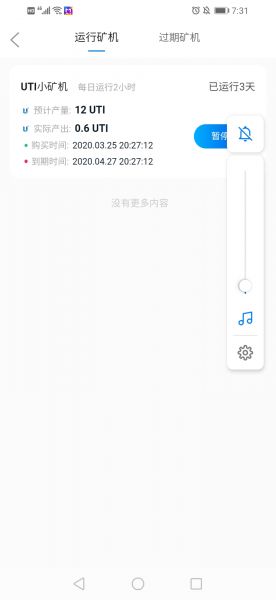 7:31
运行矿机 过期矿机
UTI小矿机 每日运行2小时 已运行3天
预计产量: 12 UTI
实际产出: 0.6 UTI
暂停
购买时间: 2020.03.25 20:27:12
到期时间: 2020.04.27 20:27:12
没有更多内容